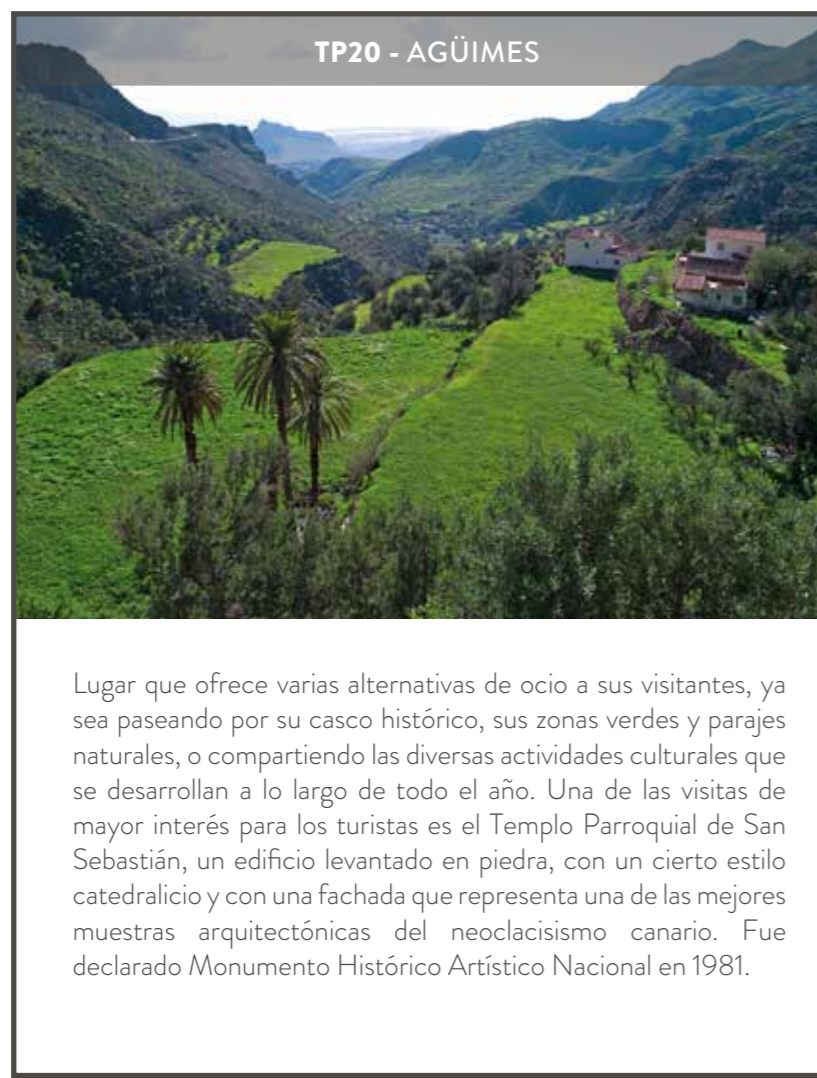 TP20 - AGÜIMES
Lugar que ofrece varias alternativas de ocio a sus visitantes, ya
sea paseando por su casco histórico, sus zonas verdes y parajes
naturales, o compartiendo las diversas actividades culturales que
se desarrollan a lo largo de todo el año. Una de las visitas de
mayor interés para los turistas es el Templo Parroquial de San
Sebastián, un edificio levantado en piedra, con un cierto estilo
catedralicio y con una fachada que representa una de las mejores
muestras arquitectónicas del neoclacisismo canario. Fue
declarado Monumento Histórico Artístico Nacional en 1981.